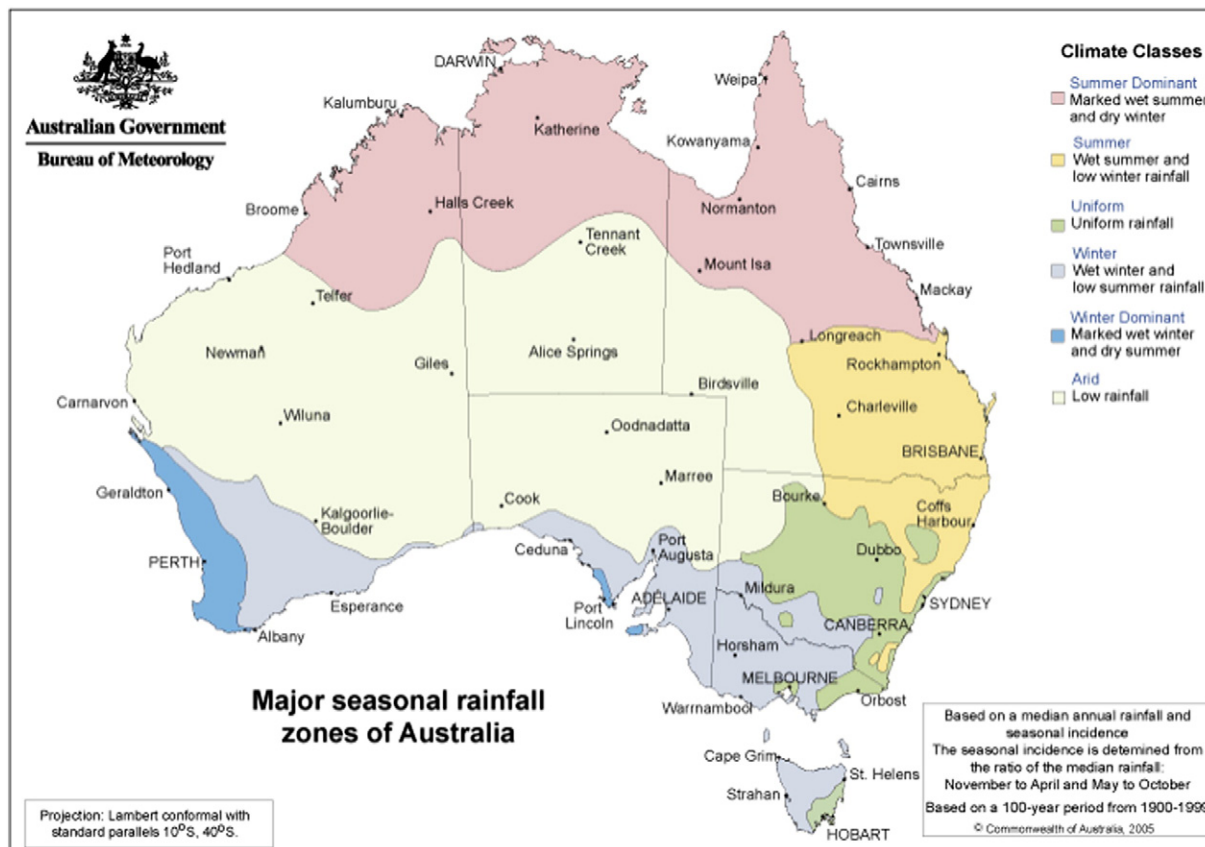 Australian Government
Bureau of Meteorology
DARWIN
Kalumburu
Katherine
Weipa
Kowanyama
Cairns
Broome
Halls Creek
Normanton
Tennant
Creek
Townsville
Port
Hedland
Mount Isa
Telfer
Mackay
Longreach
Newman
Alice Springs
Rockhampton
Giles
Birdsville
Carnarvon
Wiluna
Charleville
Oodnadatta
BRISBANE
Marree
Geraldton
Cook
Bourke
Coffs
Harbour
Kalgoorlie-
Boulder
Ceduna
Port
Augusta
Dubbo
PERTH
Mildura
Esperance
Port
Lincoln
ADELAIDE
SYDNEY
Albany
CANBERRA
Horsham
MELBOURNE
Orbost
Warrnambool
Cape Grim
St. Helens
Strahan
HOBART
Climate Classes
Summer Dominant
Marked wet summer
and dry winter
Summer
Wet summer and
low winter rainfall
Uniform
Uniform rainfall
Winter
Wet winter and
low summer rainfall
Winter Dominant
Marked wet winter
and dry summer
Arid
Low rainfall
Major seasonal rainfall
zones of Australia
Based on a median annual rainfall and
seasonal incidence
The seasonal incidence is detemined from
the ratio of the median rainfall:
November to April and May to October
Based on a 100-year period from 1900-1999
© Commonwealth of Australia, 2005
Projection: Lambert conformal with
standard parallels 10°S, 40°S.